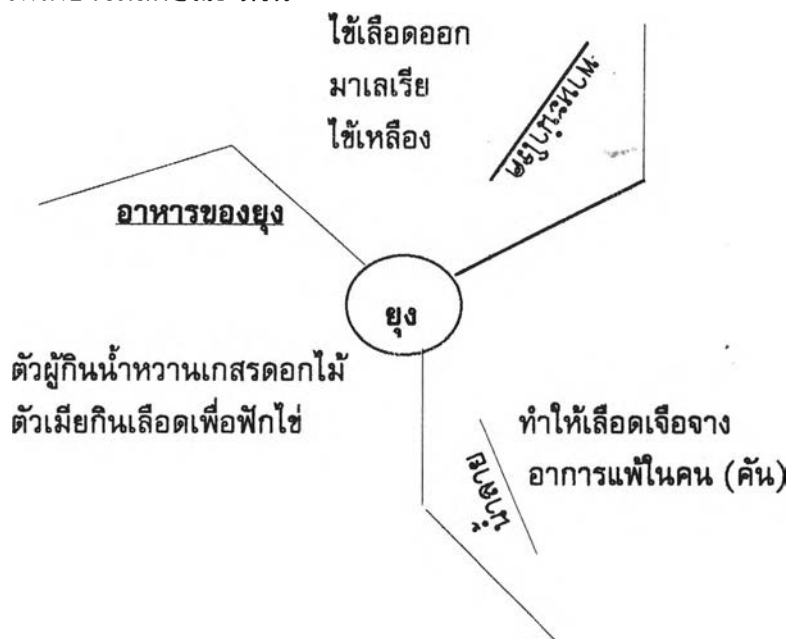 ไข้เลือดออก
มาเลเรีย
ไข้เหลือง
พาหะนำโรค
อาหารของยุง
ยุง
ตัวผู้กินน้ำหวานเกสรดอกไม้
ตัวเมียกินเลือดเพื่อฟักไข่
ทำให้เลือดเจือจาง
อาการแพ้ในคน (คัน)
น้ำลาย